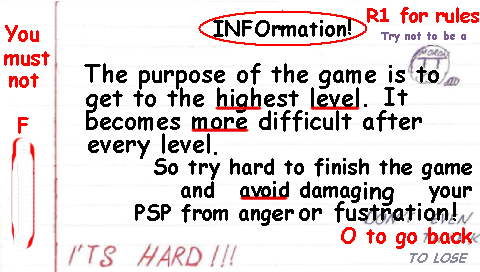 INFOrmation!
R1 for rules
Try not to be a
You
must
not
F
The purpose of the game is to
get to the highest level. It
becomes more difficult after
every level.
So try hard to finish the game
and avoid damaging your
PSP from anger or fustration!
EVEN
O to go back
TO LOSE
I'TS HARD!!!